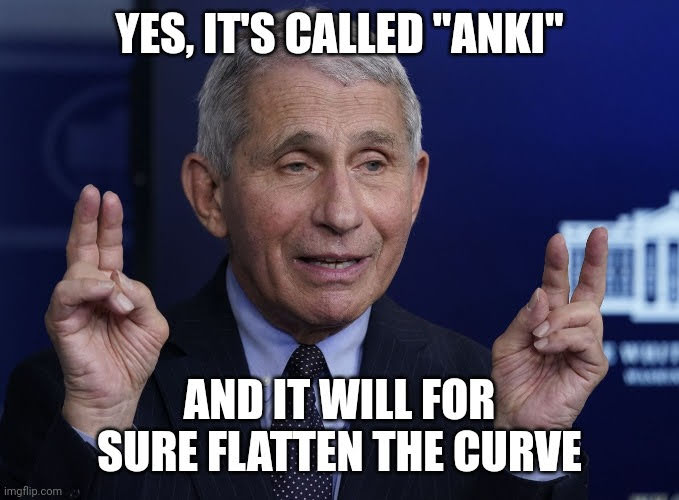 YES, IT'S CALLED "ANKI"
AND IT WILL FOR
SURE FLATTEN THE CURVE
imgflip.com